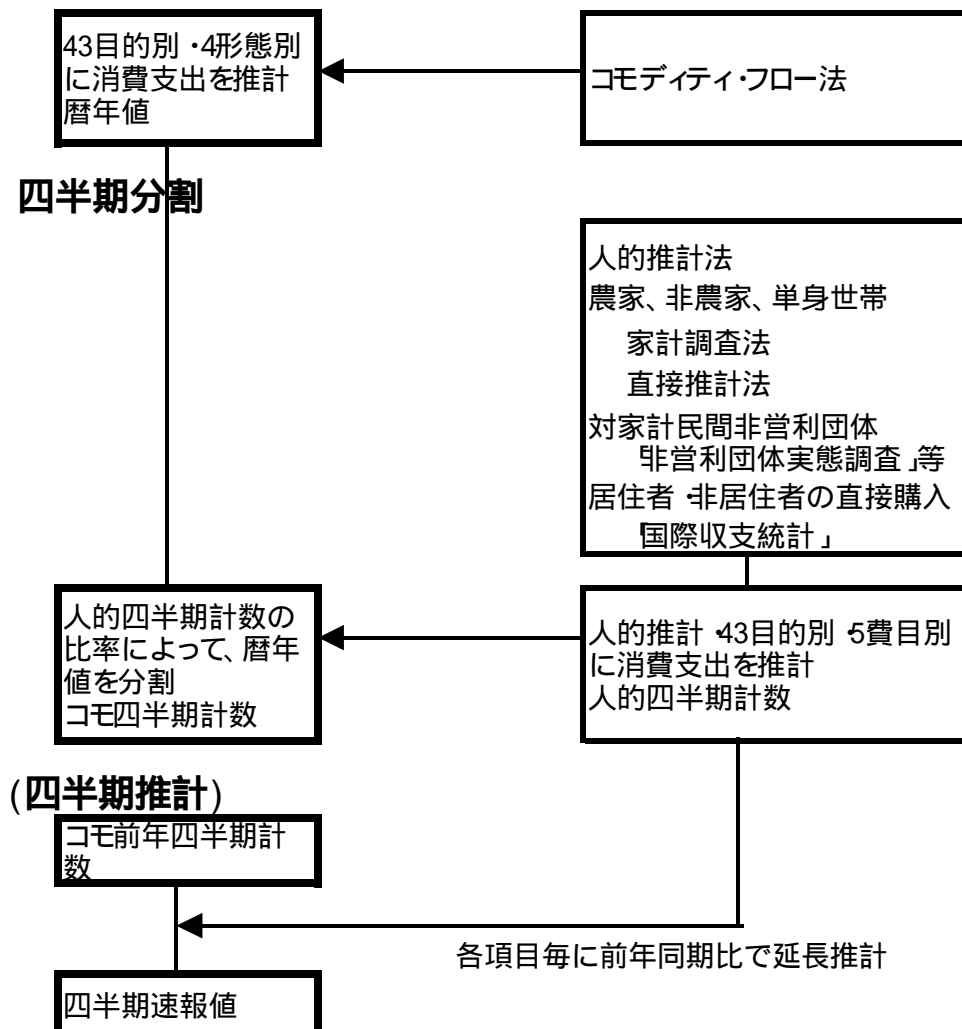 43目的別・4形態別
に消費支出を推計
暦年値
コモディティ・フロー法
四半期分割
人的推計法
農家、非農家、単身世帯
家計調査法
直接推計法
対家計民間非営利団体
「非営利団体実態調査」等
居住者・非居住者の直接購入
「国際収支統計」
人的四半期計数の
比率によって、暦年
値を分割
コモ四半期計数
人的推計・43目的別・5費目別
に消費支出を推計
人的四半期計数
(四半期推計)
コモ前年四半期計
数
各項目毎に前年同期比で延長推計
四半期速報値